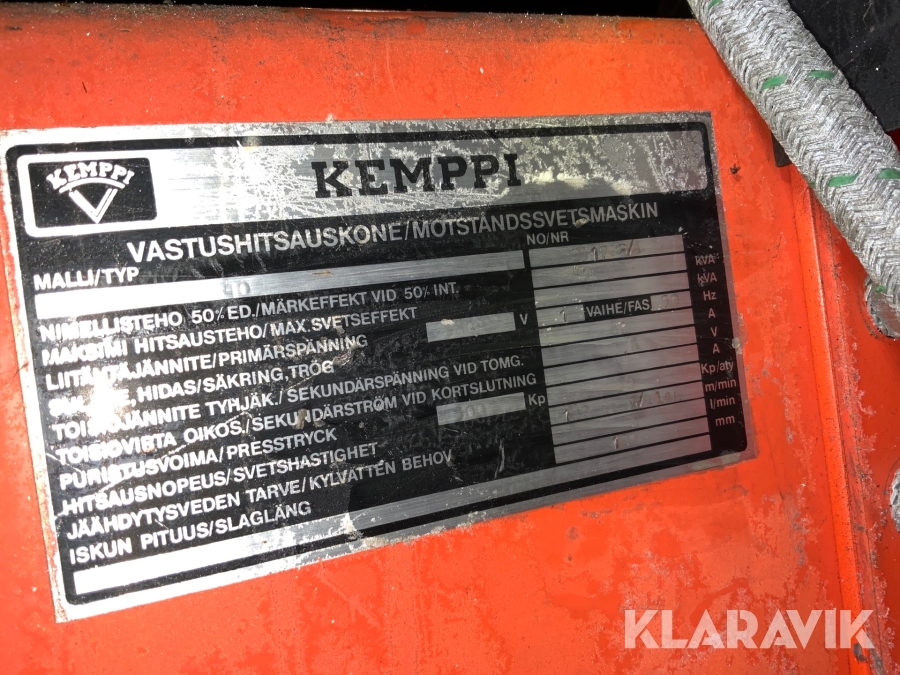 KEMPPI
KEMPPI
VASTUSHITSAUSKONE/MOTSTÅNDSSVETSMASKIN
MALLI/TYP
NO/NR
NIMELLISTEHO 50% ED./MÄRKEFFEKT VID 50% INT. KVA
MAKSIMI HITSAUSTEHO/MAX.SVETSEFFEKT KVA
LIITÄNTÄJÄNNITE/PRIMÄRSPÄNNING V VAIHE/FAS Hz
HIDAS/SÄKRING,TRÖG A
TOISIOJÄNNITE TYHJÄK./SEKUNDÄRSPÄNNING VID TOMG. V
TOISIOVIRTA OIKOS./SEKUNDÄRSTRÖM VID KORTSLUTNING A
PURISTUSVOIMA/PRESSTRYCK Kp Kp/aty
HITSAUSNOPEUS/SVETSHASTIGHET m/min
JÄÄHDYTYSVEDEN TARVE/KYLVATTEN BEHOV l/min
ISKUN PITUUS/SLAGLÄNG mm
KLARAVIK